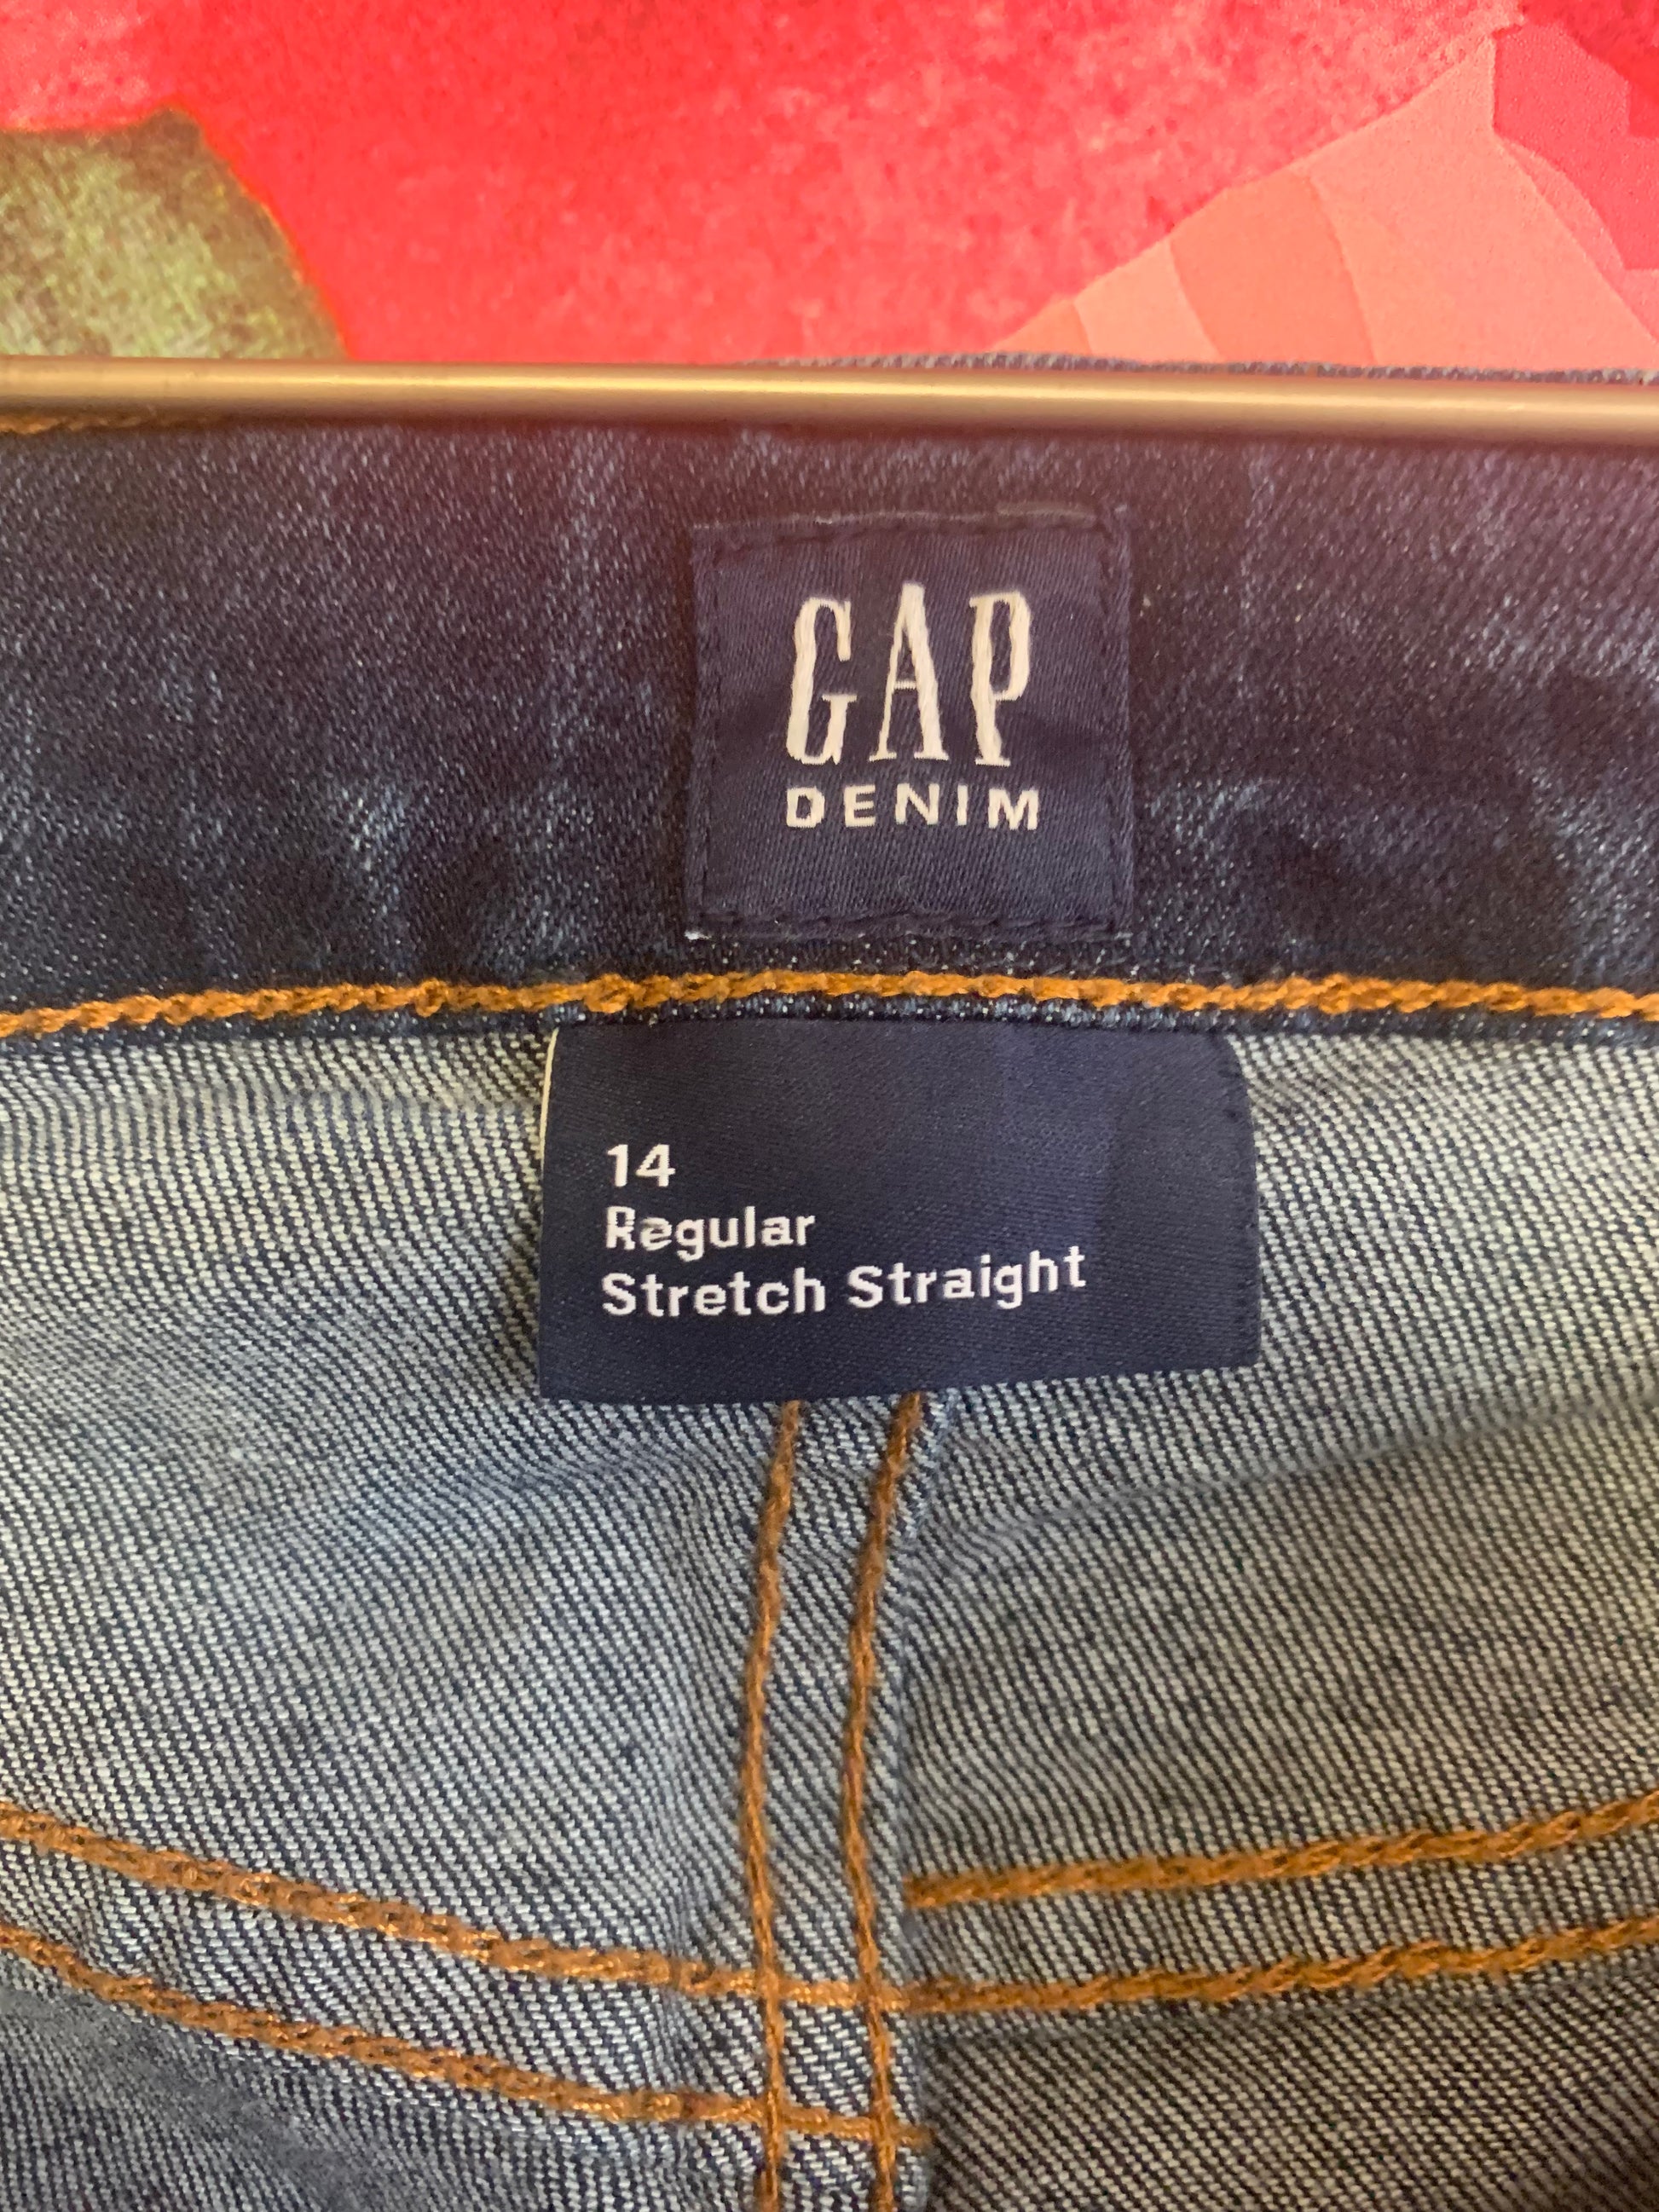 GAP
DENIM
14
Regular
Stretch Straight